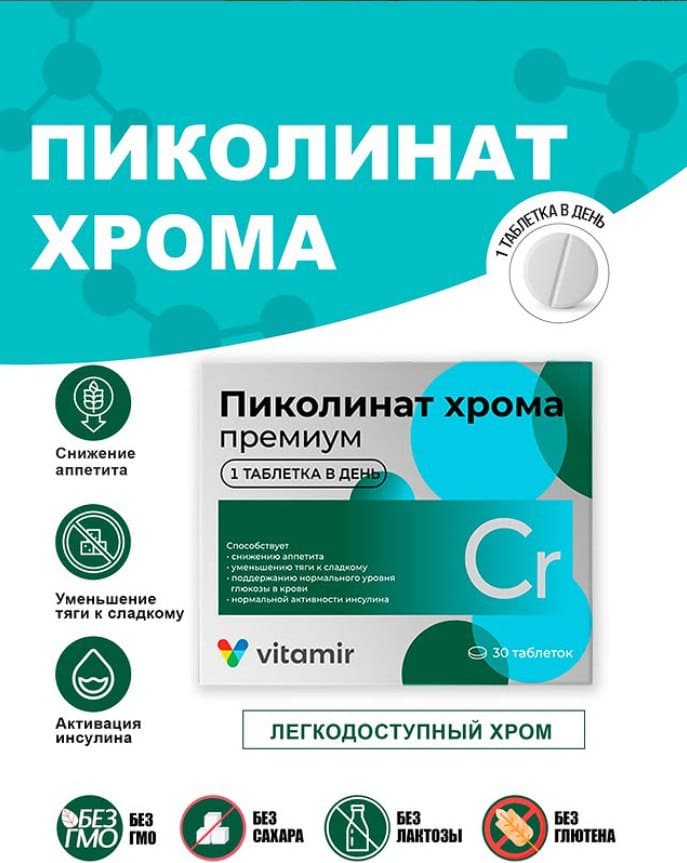 ПИКОЛИНАТ
ХРОМА
1 ТАБЛЕТКА В ДЕНЬ
Снижение
аппетита
Уменьшение
тяги к сладкому
Активация
инсулина
Пиколинат хрома
премиум
1 ТАБЛЕТКА В ДЕНЬ
Способствует
• снижению аппетита
• уменьшению тяги к сладкому
• поддержанию нормального уровня
глюкозы в крови
• нормальной активности инсулина
Cr
vitamir
30 таблеток
ЛЕГКОДОСТУПНЫЙ ХРОМ
БЕЗ
ГМО
БЕЗ
ГМО
БЕЗ
САХАРА
БЕЗ
ЛАКТОЗЫ
БЕЗ
ГЛЮТЕНА